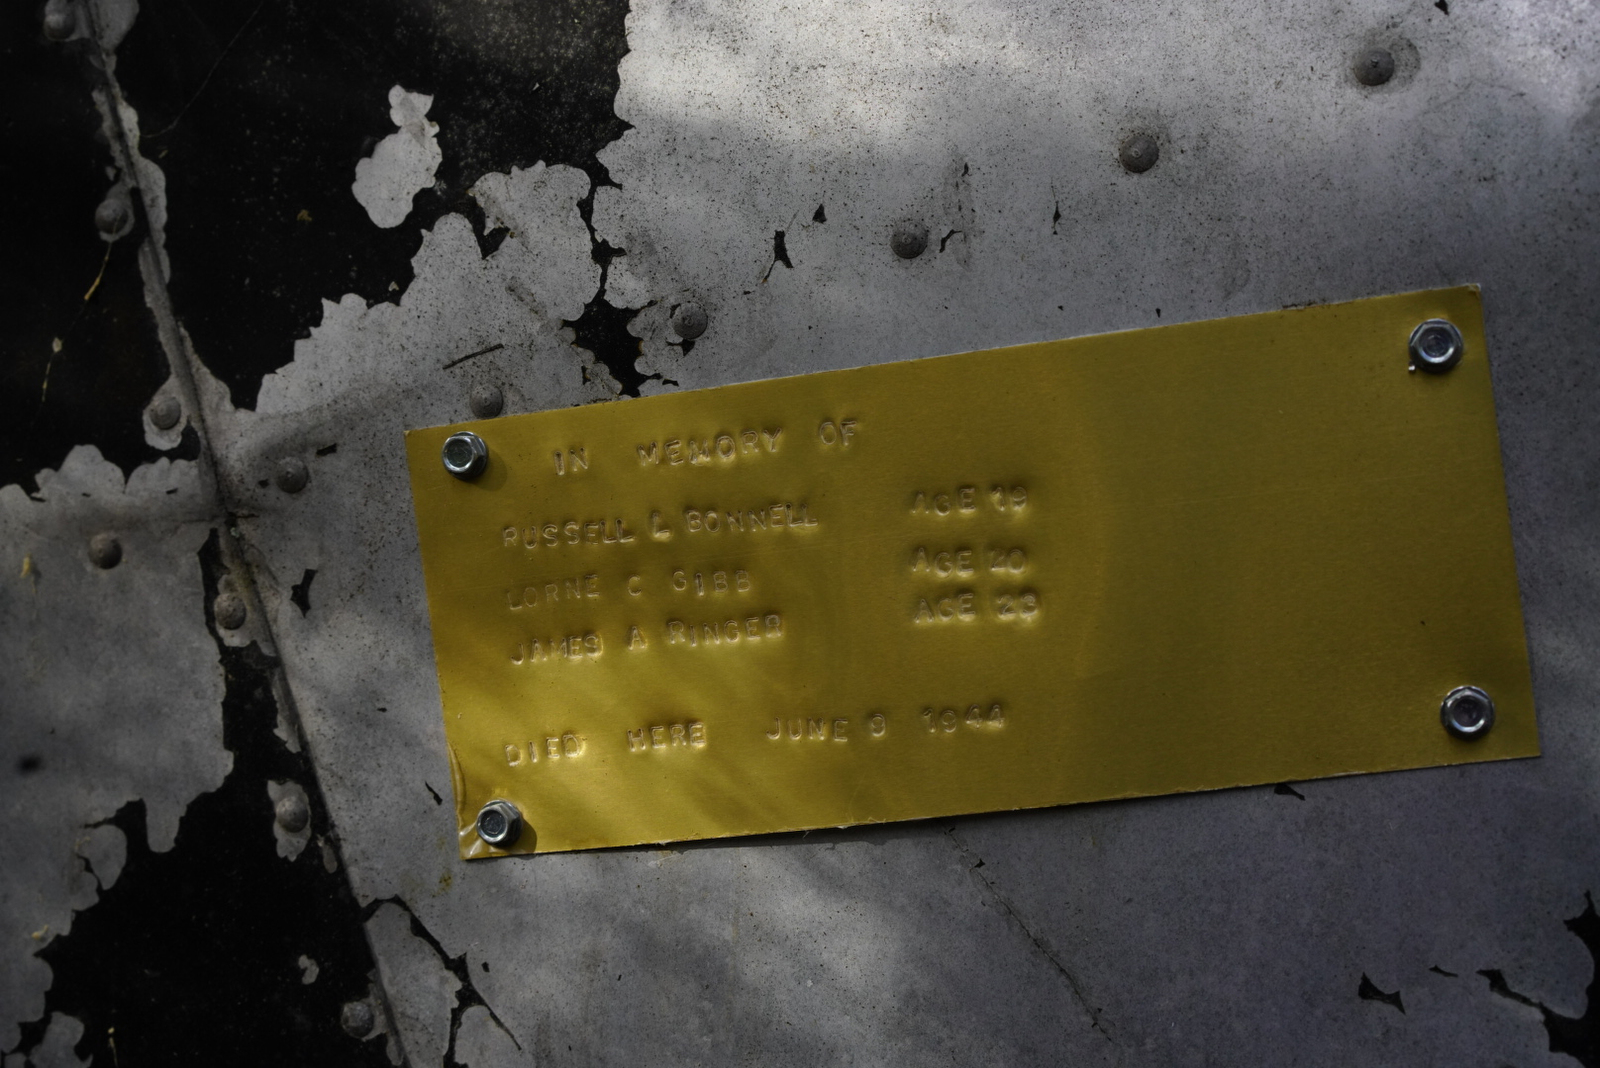 IN MEMORY OF
RUSSELL L BONNELL AGE 19
LORNE C GIBB AGE 20
JAMES A RINGER AGE 23
DIED HERE JUNE 9 1944